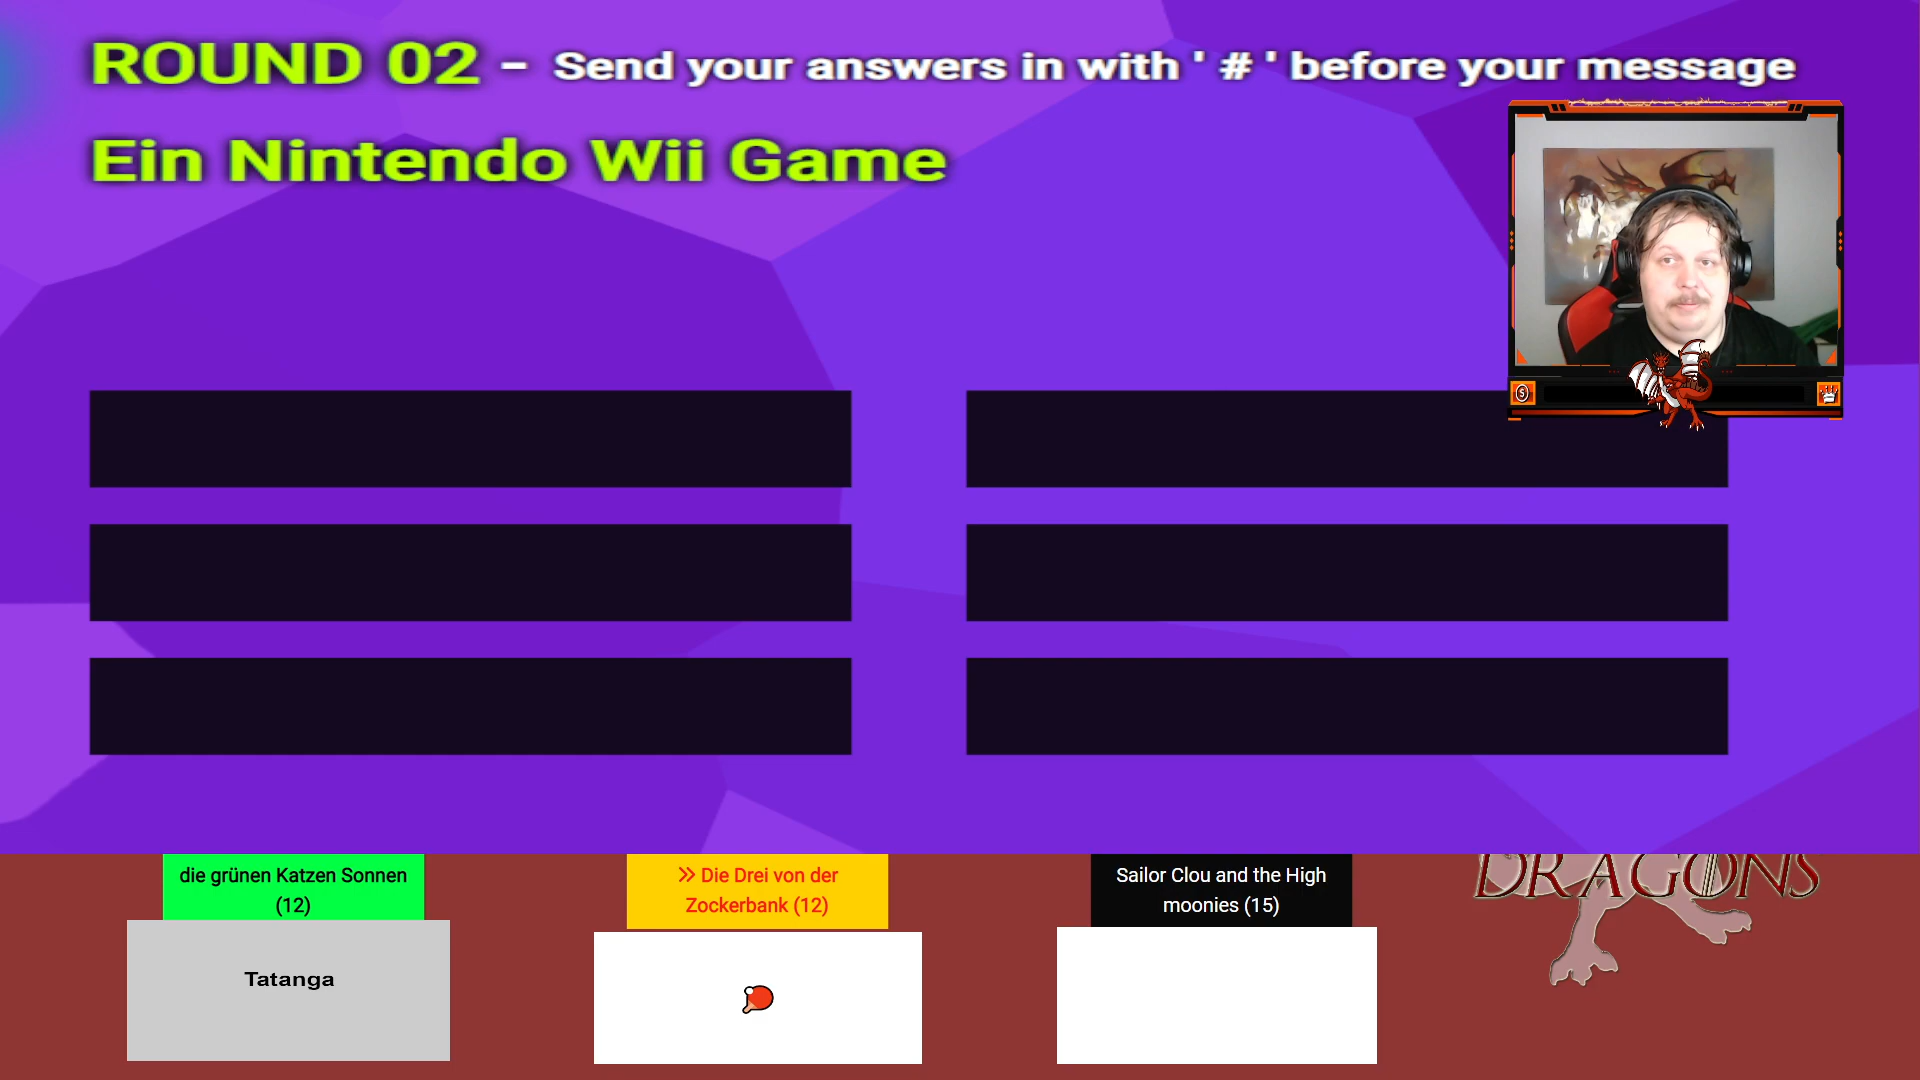 ROUND 02 - Send your answers in with ' # ' before your message
Ein Nintendo Wii Game
die grünen Katzen Sonnen
(12)
Die Drei von der
Zockerbank (12)
Sailor Clou and the High
moonies (15)
DRAGONS
Tatanga